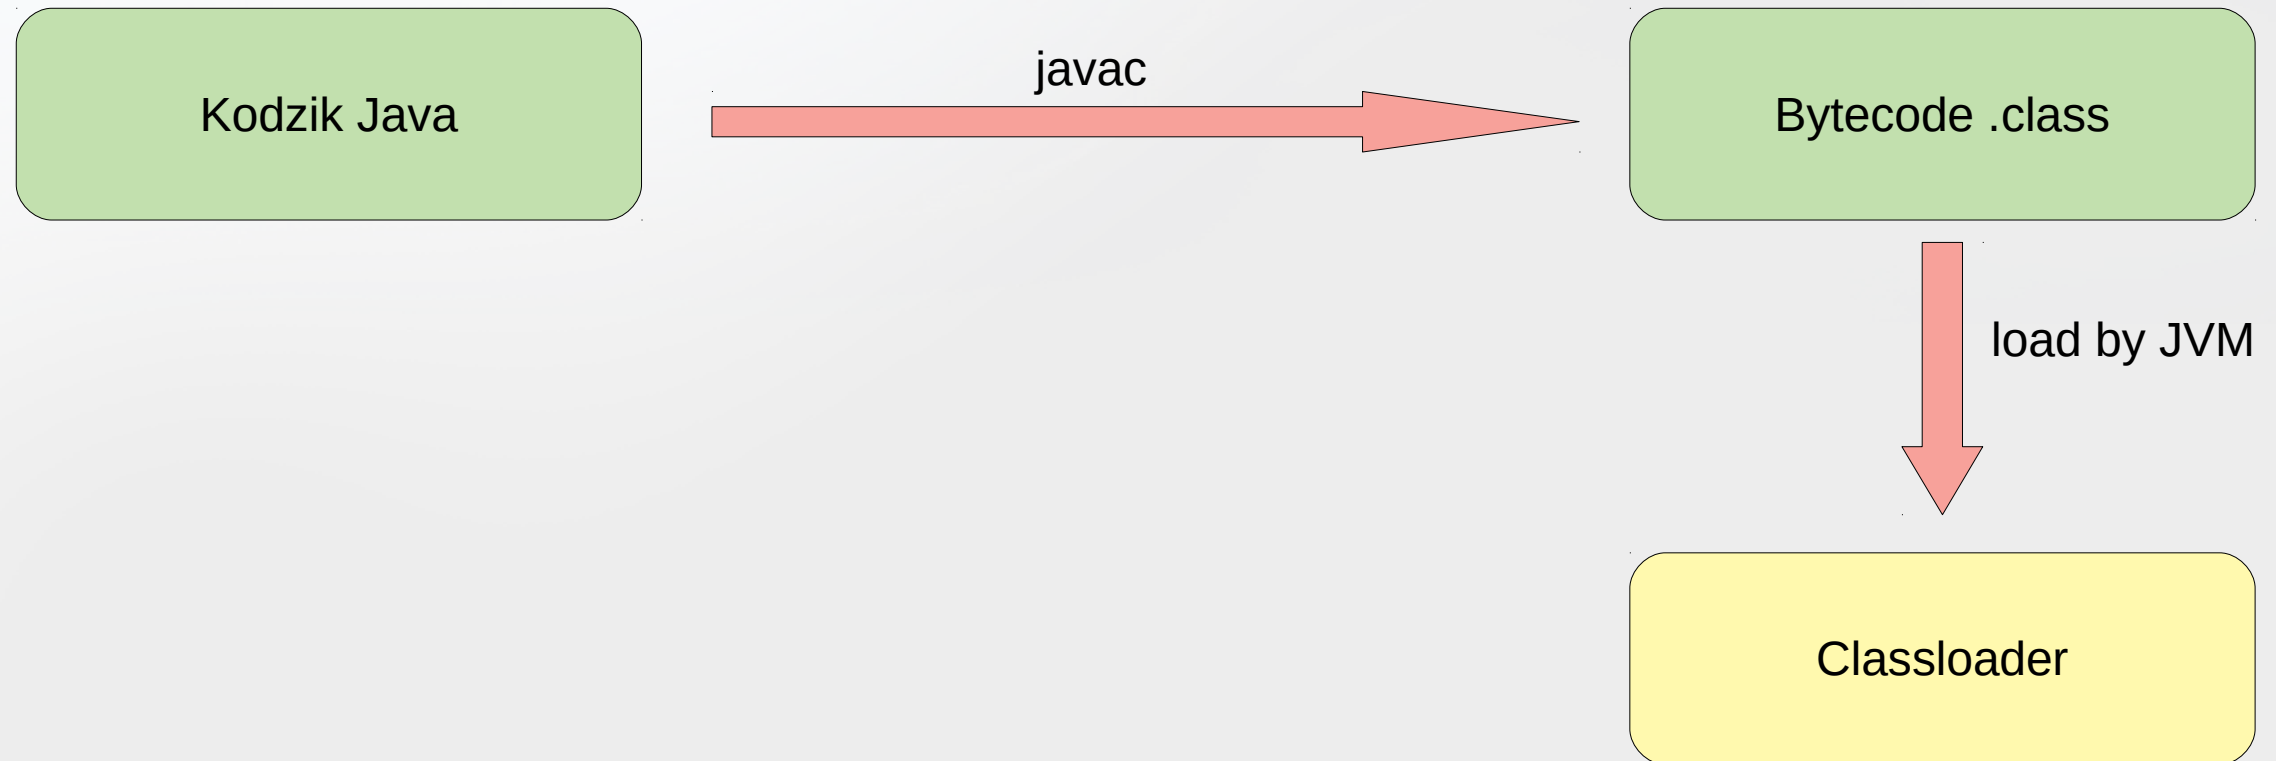 Kodzik Java
javac
Bytecode .class
load by JVM
Classloader